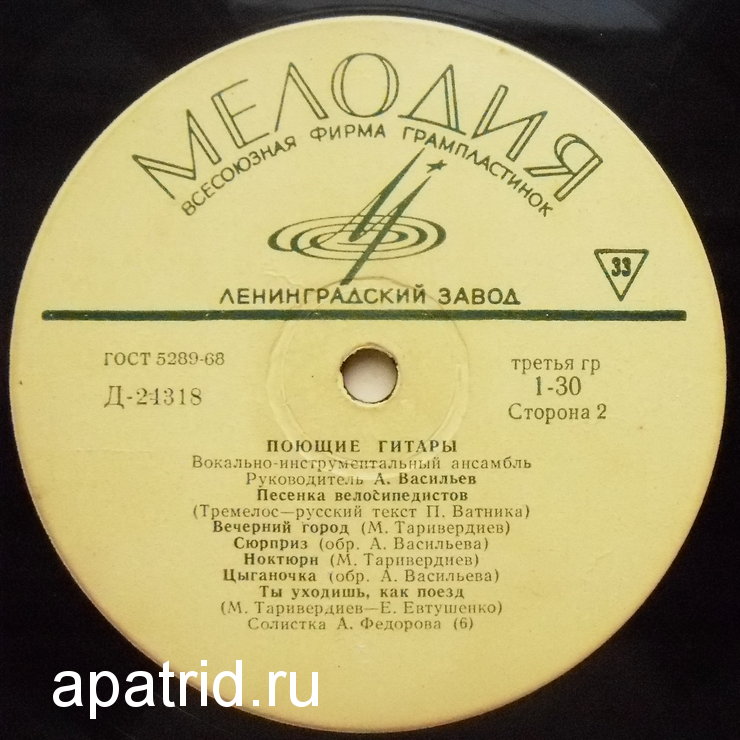 МЕЛОДИЯ
ВСЕСОЮЗНАЯ ФИРМА ГРАМПЛАСТИНОК
33
ЛЕНИНГРАДСКИЙ ЗАВОД
ГОСТ 5289-68
Д-24318
третья гр
1-30
Сторона 2
ПОЮЩИЕ ГИТАРЫ
Вокально-инструментальный ансамбль
Руководитель А. Васильев
Песенка велосипедистов
(Тремелос—русский текст П. Ватника)
Вечерний город (М. Таривердиев)
Сюрприз (обр. А. Васильева)
Ноктюрн (М. Таривердиев)
Цыганочка (обр. А. Васильева)
Ты уходишь, как поезд
(М. Таривердиев—Е. Евтушенко)
Солистка А. Федорова (6)
apatrid.ru